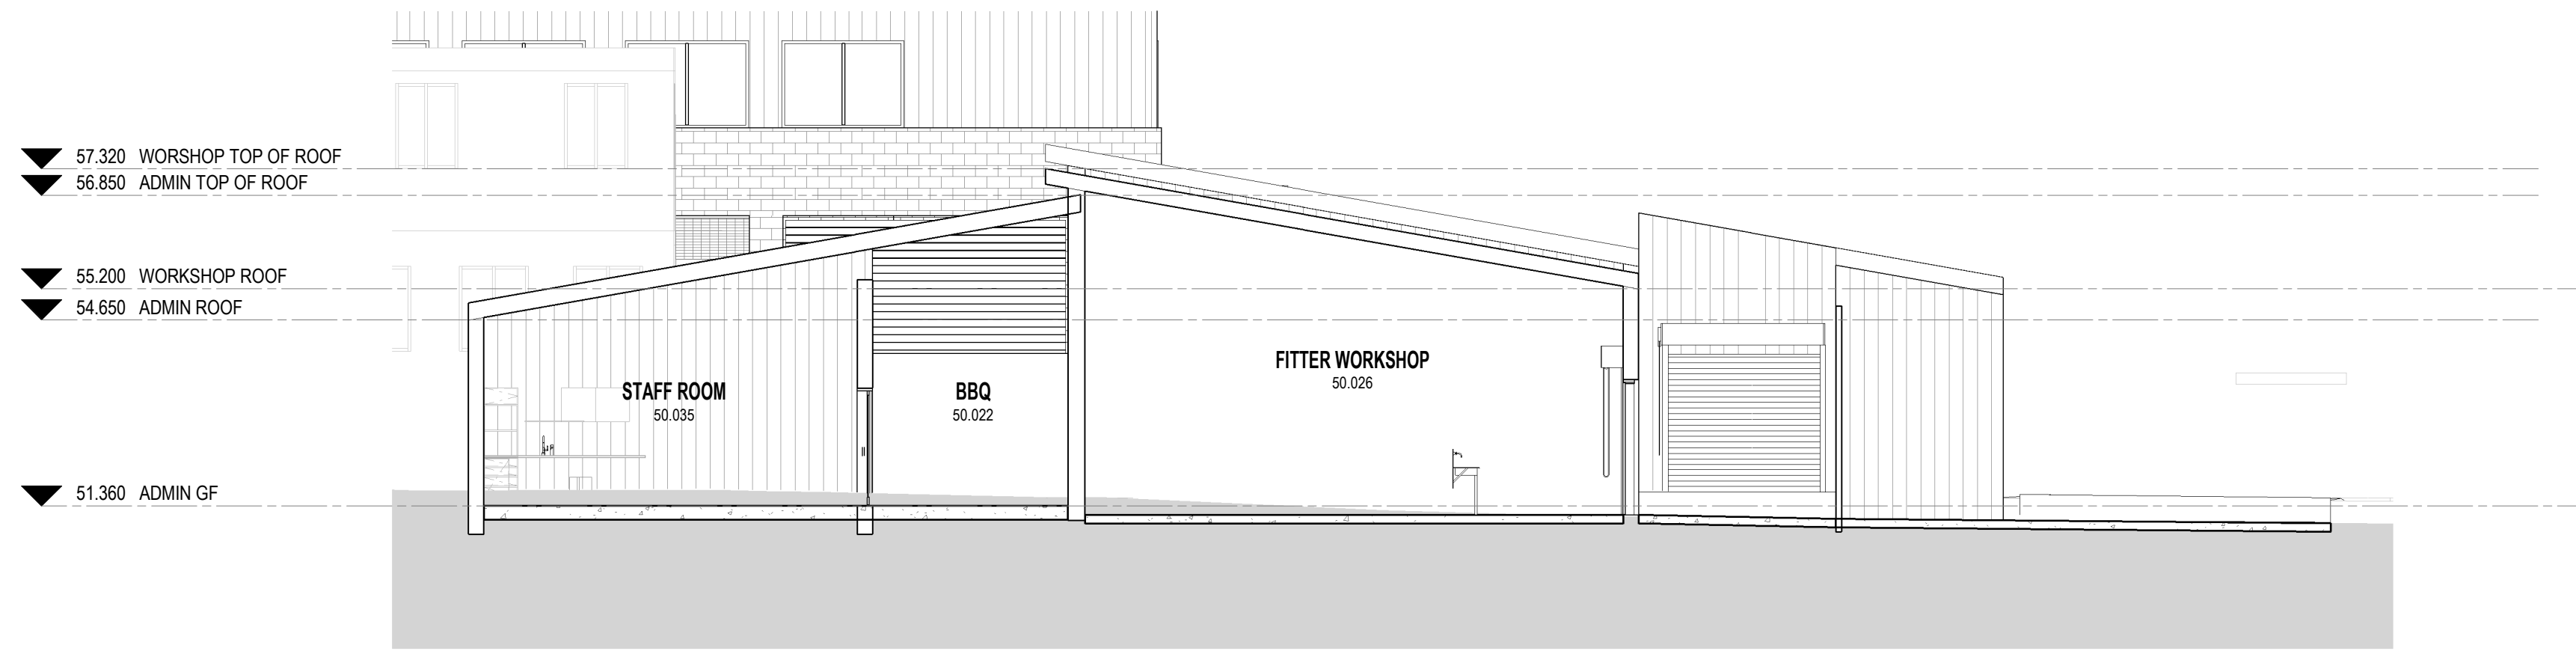 57.320 WORSHOP TOP OF ROOF
56.850 ADMIN TOP OF ROOF
55.200 WORKSHOP ROOF
54.650 ADMIN ROOF
51.360 ADMIN GF
STAFF ROOM
50.035
BBQ
50.022
FITTER WORKSHOP
50.026